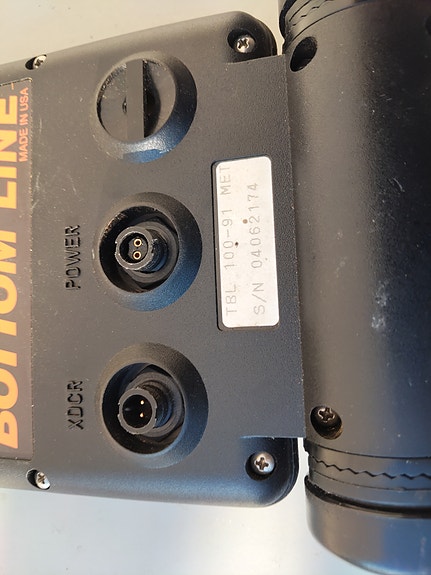 BOTTOM LINE
MADE IN USA
POWER
XDCR
TBL 100-91 MET
S/N 04062174